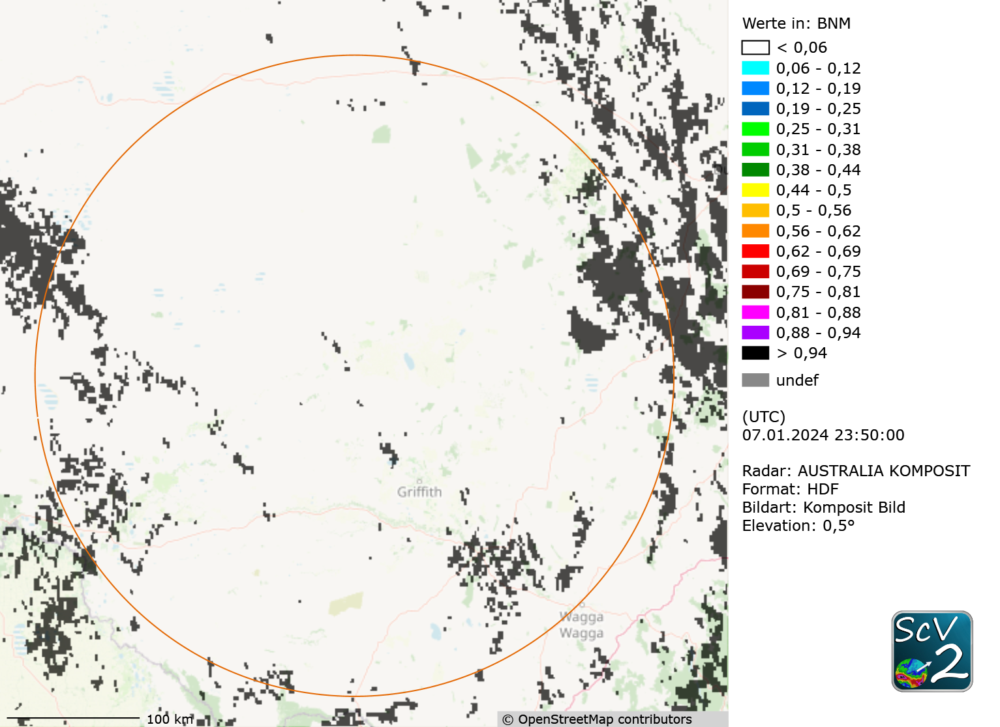 Werte in: BNM
< 0,06
0,06 - 0,12
0,12 - 0,19
0,19 - 0,25
0,25 - 0,31
0,31 - 0,38
0,38 - 0,44
0,44 - 0,5
0,5 - 0,56
0,56 - 0,62
0,62 - 0,69
0,69 - 0,75
0,75 - 0,81
0,81 - 0,88
0,88 - 0,94
> 0,94
undef
(UTC)
07.01.2024 23:50:00
Radar: AUSTRALIA KOMPOSIT
Format: HDF
Bildart: Komposit Bild
Elevation: 0,5°
Griffith
Wagga
Wagga
ScV
2
100 km
© OpenStreetMap contributors